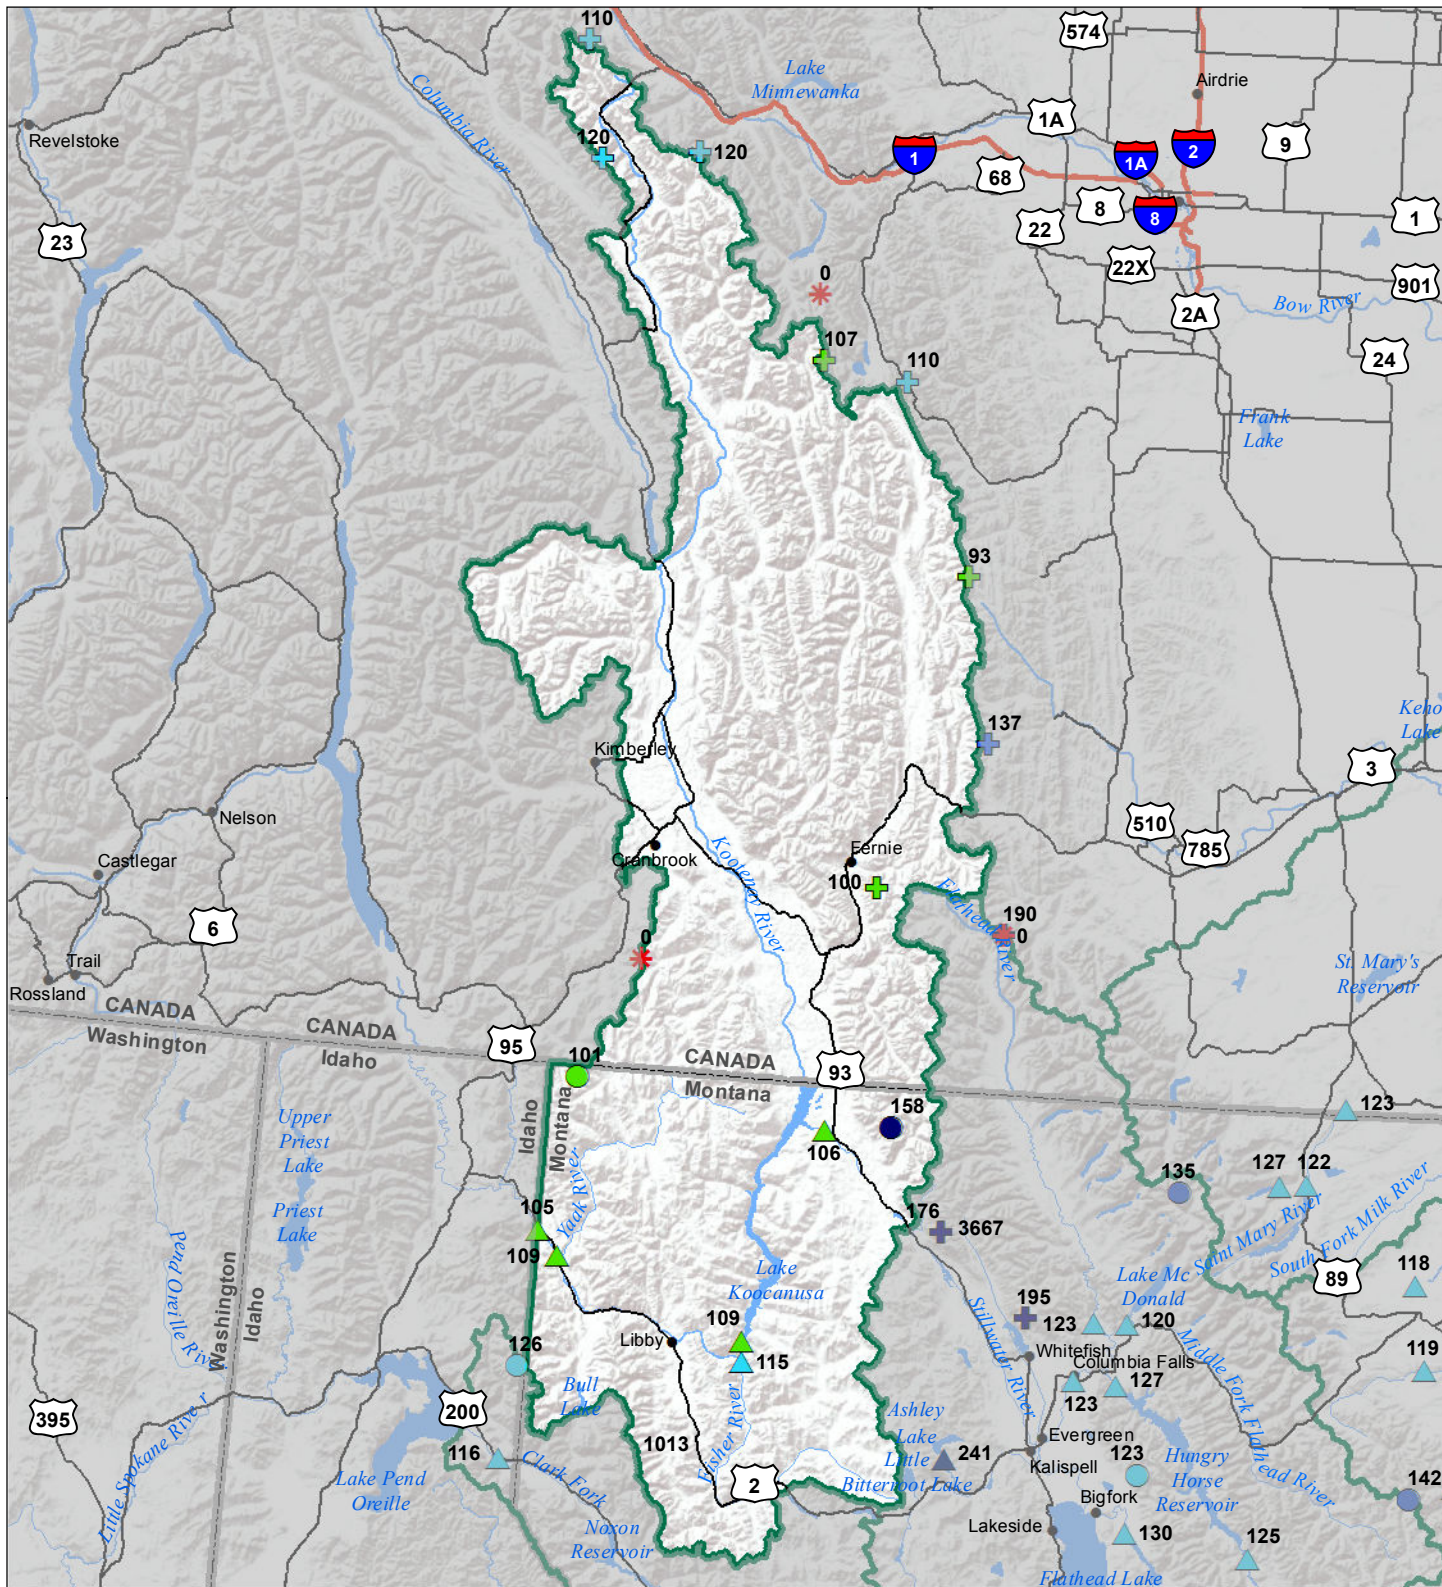 110
574
Lake
Minnewanka
Airdrie
Columbia River
1A
Revelstoke
120
120
1
1A
2
9
68
8
8
22
1
23
22X
0
901
Bow River
2A
107
24
110
Frank
Lake
93
Keho
Lake
137
Kimberley
3
Nelson
510
785
Castlegar
Cranbrook
Kootenay River
Fernie
100
Flathead River
190
0
6
0
Trail
Rossland
St. Mary's
Reservoir
CANADA
Washington
CANADA
Idaho
95
CANADA
Montana
93
101
Idaho
Montana
158
123
106
Upper
Priest
Lake
Priest
Lake
Yaak River
135
127
122
Saint Mary River
South Fork Milk River
105
176
3667
109
Pend Oreille River
Washington
Idaho
Lake
Koocanusa
Lake Mc
Donald
89
118
Stillwater River
195
123
120
109
Libby
115
126
Whitefish
Columbia Falls
Middle Fork Flathead River
119
123
127
Bull
Lake
395
200
Fisher River
Ashley
Lake
Little
Bitterroot Lake
Evergreen
Little Spokane River
1013
116
Clark Fork
241
Kalispell
123
Hungry
Horse
Reservoir
Lake Pend
Oreille
2
Bigfork
142
Noxon
Reservoir
Lakeside
130
125
Flathead Lake